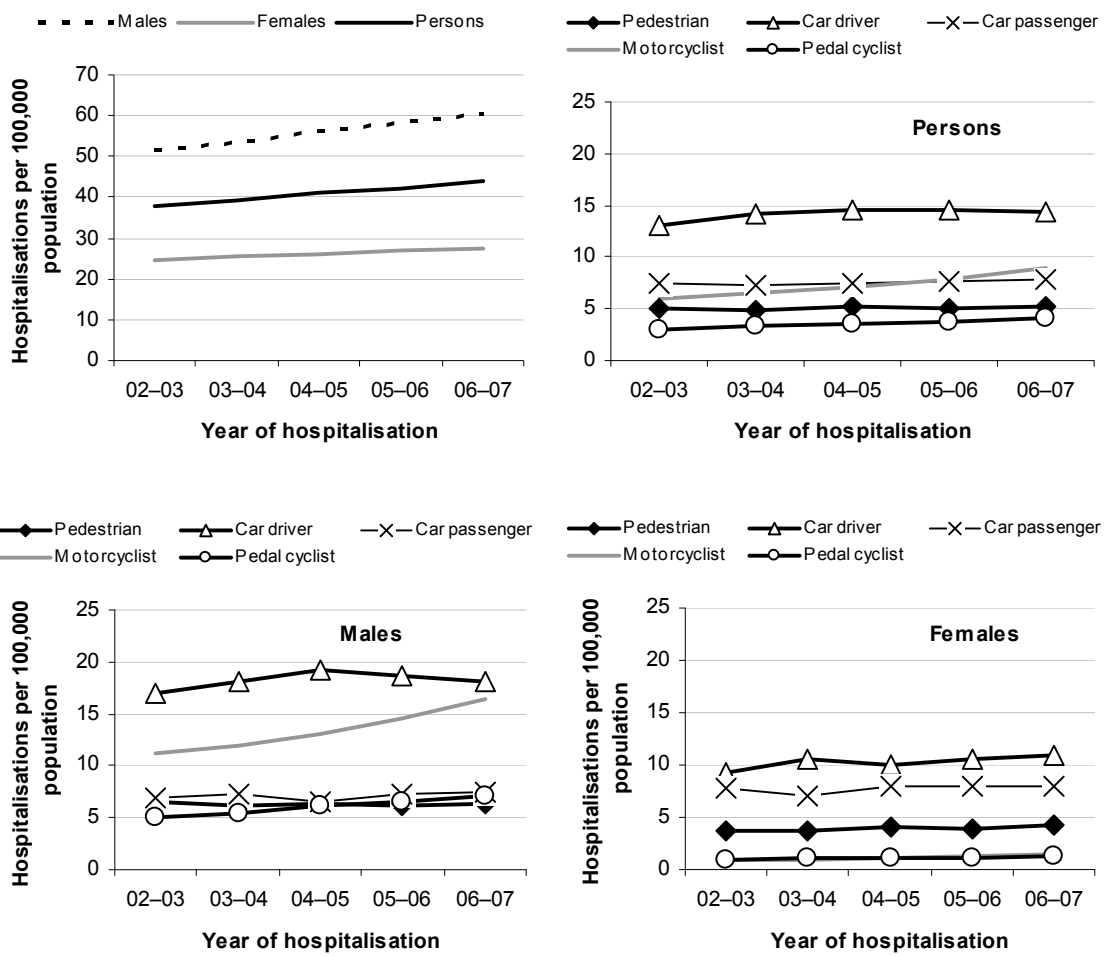 Males Females Persons
Hospitalisations per 100,000
population
70
60
50
40
30
20
10
0
02–03 03–04 04–05 05–06 06–07
Year of hospitalisation
Pedestrian Car driver Car passenger
Motorcyclist Pedal cyclist
Persons
25
20
15
10
5
0
02–03 03–04 04–05 05–06 06–07
Year of hospitalisation
Pedestrian Car driver Car passenger
Motorcyclist Pedal cyclist
Males
Hospitalisations per 100,000
population
25
20
15
10
5
0
02–03 03–04 04–05 05–06 06–07
Year of hospitalisation
Pedestrian Car driver Car passenger
Motorcyclist Pedal cyclist
Females
Hospitalisations per 100,000
population
25
20
15
10
5
0
02–03 03–04 04–05 05–06 06–07
Year of hospitalisation